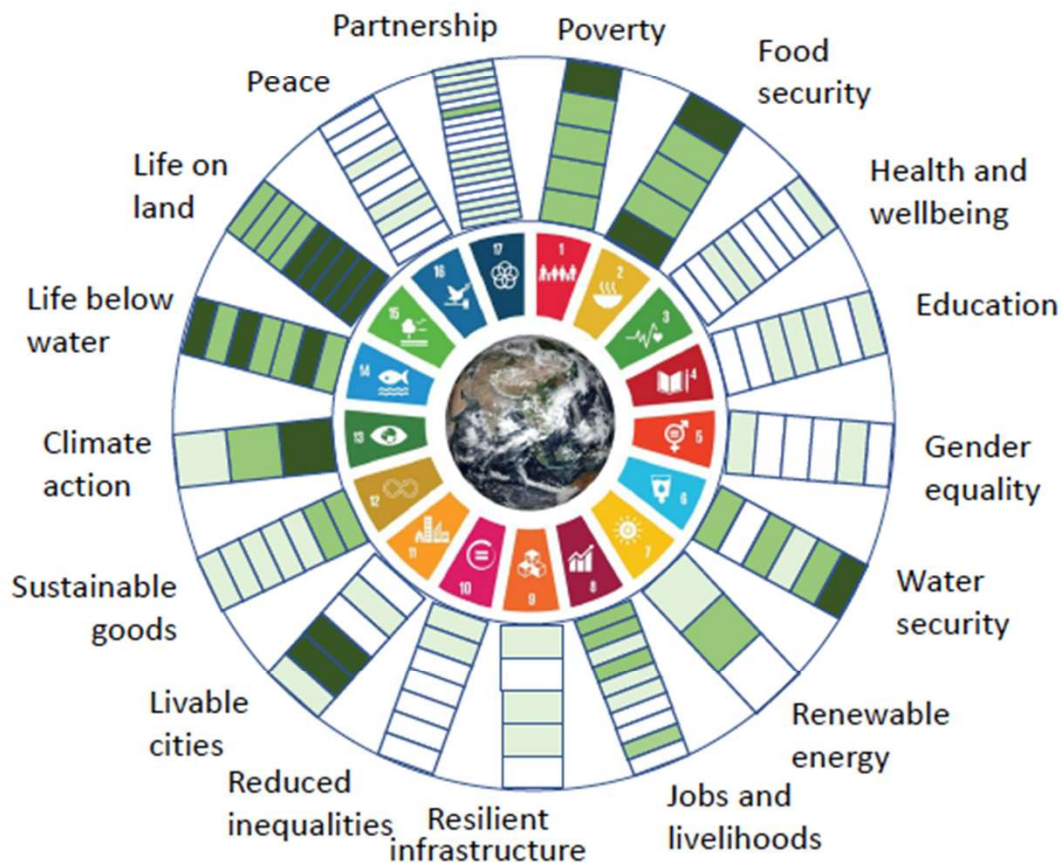 Partnership
Poverty
Peace
Food
security
Life on
land
Health and
wellbeing
Life below
water
Education
Climate
action
Gender
equality
Sustainable
goods
Water
security
Livable
cities
Renewable
energy
Reduced
inequalities
Resilient
infrastructure
Jobs and
livelihoods
1
2
3
4
5
6
7
8
9
10
11
12
13
14
15
16
17